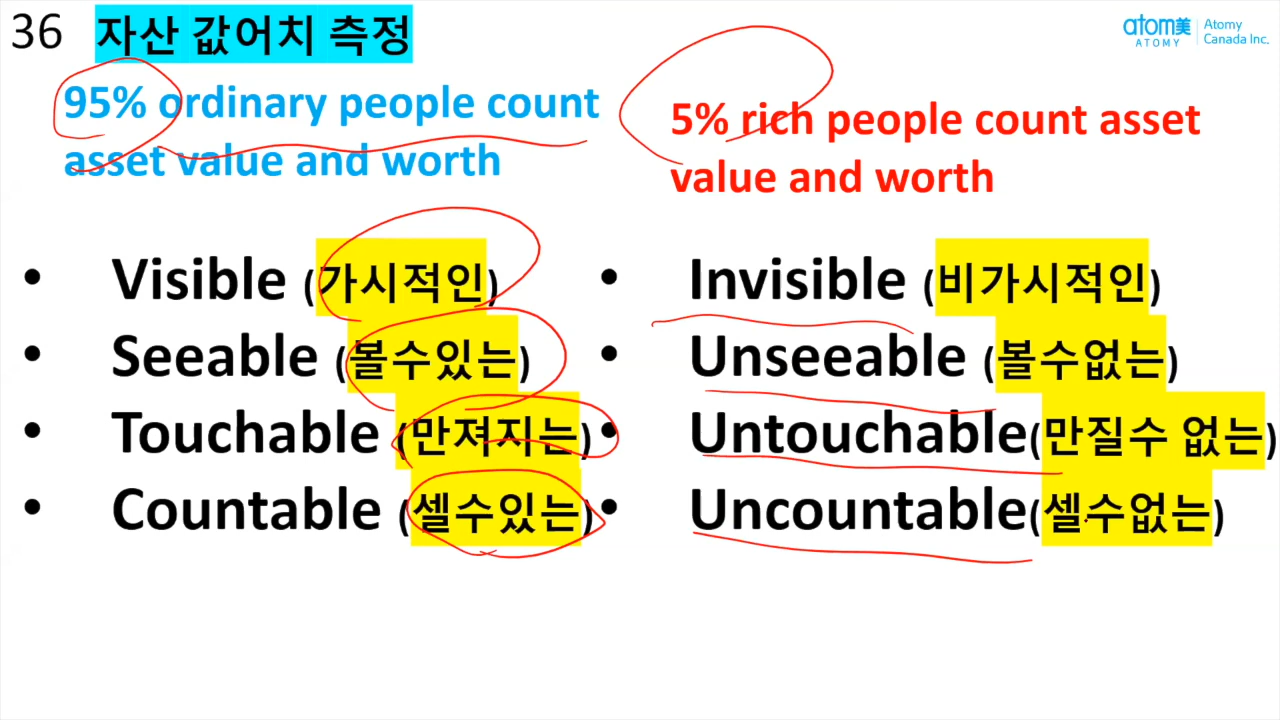 36 자산 값어치 측정
atom美
ATOMY
Atomy
Canada Inc.
95% ordinary people count
asset value and worth
• Visible (가시적인)
• Seeable (볼수있는)
• Touchable (만져지는)
• Countable (셀수있는)
5% rich people count asset
value and worth
• Invisible (비가시적인)
• Unseeable (볼수없는)
• Untouchable(만질수 없는)
• Uncountable(셀수없는)